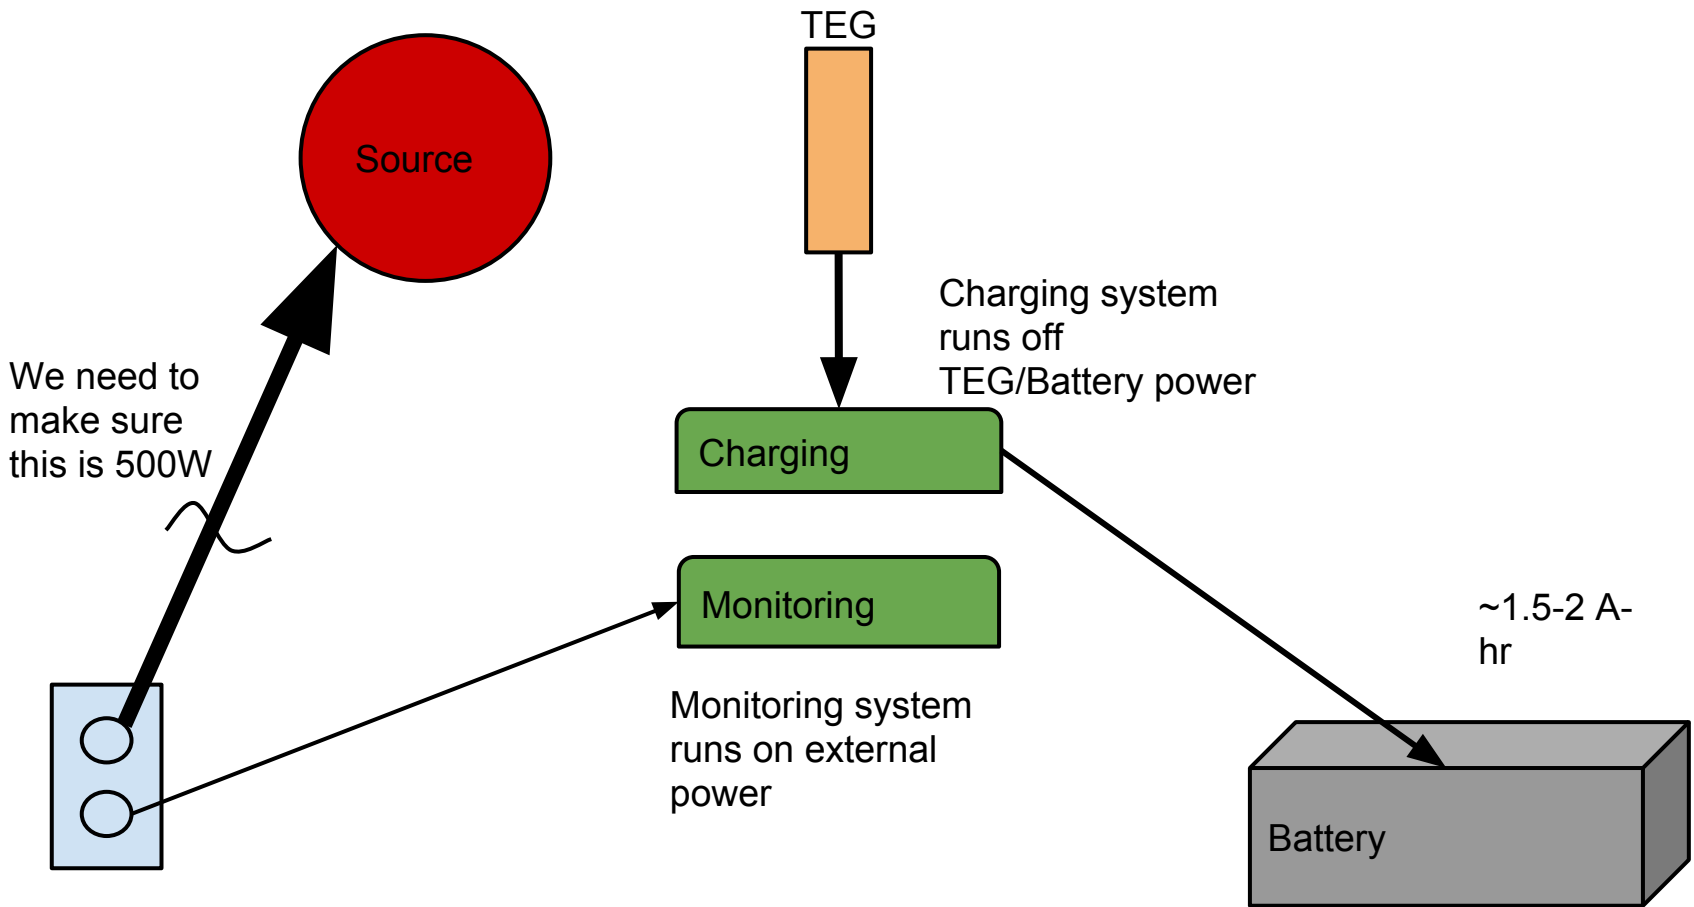 TEG
Source
Charging system
runs off
TEG/Battery power
We need to
make sure
this is 500W
Charging
Monitoring
~1.5-2 A-
hr
Monitoring system
runs on external
power
Battery